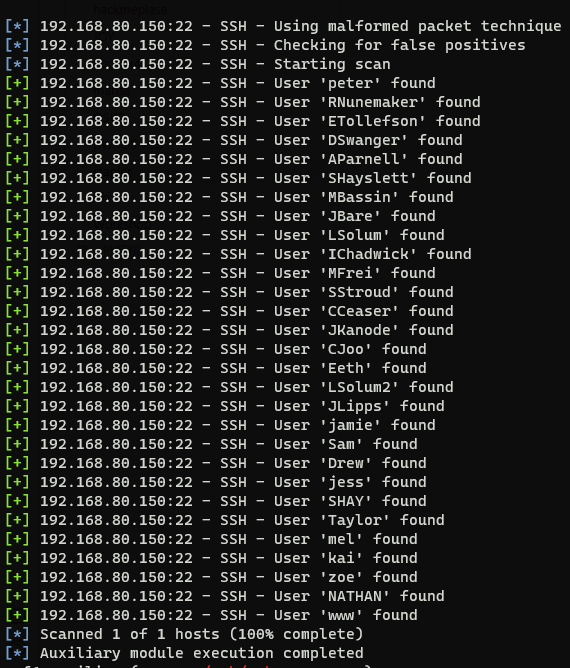 [*] 192.168.80.150:22 - SSH - Using malformed packet technique
[*] 192.168.80.150:22 - SSH - Checking for false positives
[*] 192.168.80.150:22 - SSH - Starting scan
[+] 192.168.80.150:22 - SSH - User 'peter' found
[+] 192.168.80.150:22 - SSH - User 'RNunemaker' found
[+] 192.168.80.150:22 - SSH - User 'ETollefson' found
[+] 192.168.80.150:22 - SSH - User 'DSwanger' found
[+] 192.168.80.150:22 - SSH - User 'AParnell' found
[+] 192.168.80.150:22 - SSH - User 'SHayslett' found
[+] 192.168.80.150:22 - SSH - User 'MBassin' found
[+] 192.168.80.150:22 - SSH - User 'JBare' found
[+] 192.168.80.150:22 - SSH - User 'LSolum' found
[+] 192.168.80.150:22 - SSH - User 'IChadwick' found
[+] 192.168.80.150:22 - SSH - User 'MFrei' found
[+] 192.168.80.150:22 - SSH - User 'SStroud' found
[+] 192.168.80.150:22 - SSH - User 'CCeaser' found
[+] 192.168.80.150:22 - SSH - User 'JKanode' found
[+] 192.168.80.150:22 - SSH - User 'CJoo' found
[+] 192.168.80.150:22 - SSH - User 'Eeth' found
[+] 192.168.80.150:22 - SSH - User 'LSolum2' found
[+] 192.168.80.150:22 - SSH - User 'JLipps' found
[+] 192.168.80.150:22 - SSH - User 'jamie' found
[+] 192.168.80.150:22 - SSH - User 'Sam' found
[+] 192.168.80.150:22 - SSH - User 'Drew' found
[+] 192.168.80.150:22 - SSH - User 'jess' found
[+] 192.168.80.150:22 - SSH - User 'SHAY' found
[+] 192.168.80.150:22 - SSH - User 'Taylor' found
[+] 192.168.80.150:22 - SSH - User 'mel' found
[+] 192.168.80.150:22 - SSH - User 'kai' found
[+] 192.168.80.150:22 - SSH - User 'zoe' found
[+] 192.168.80.150:22 - SSH - User 'NATHAN' found
[+] 192.168.80.150:22 - SSH - User 'www' found
[*] Scanned 1 of 1 hosts (100% complete)
[*] Auxiliary module execution completed